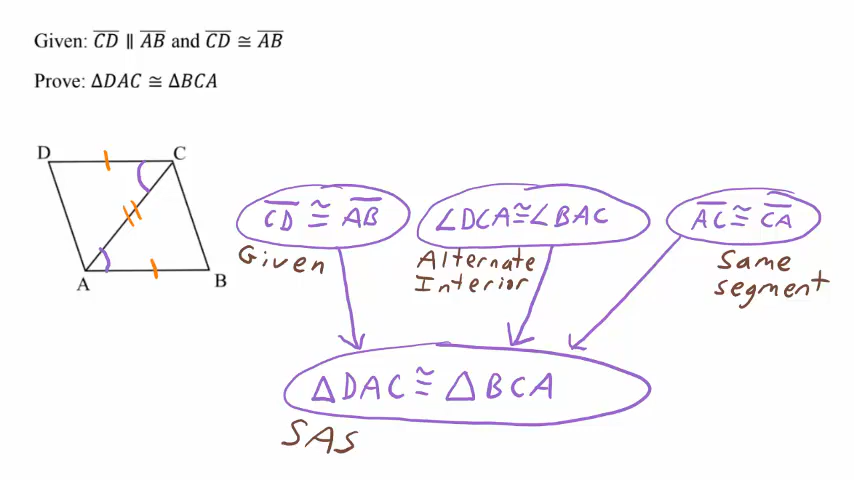 Given: CD ∥ AB and CD ≅ AB
Prove: ΔDAC ≅ ΔBCA
D
C
A
B
CD ≅ AB
∠DCA≅∠BAC
AC ≅ CA
Given
Alternate
Interior
Same
segment
ΔDAC ≅ ΔBCA
SAS